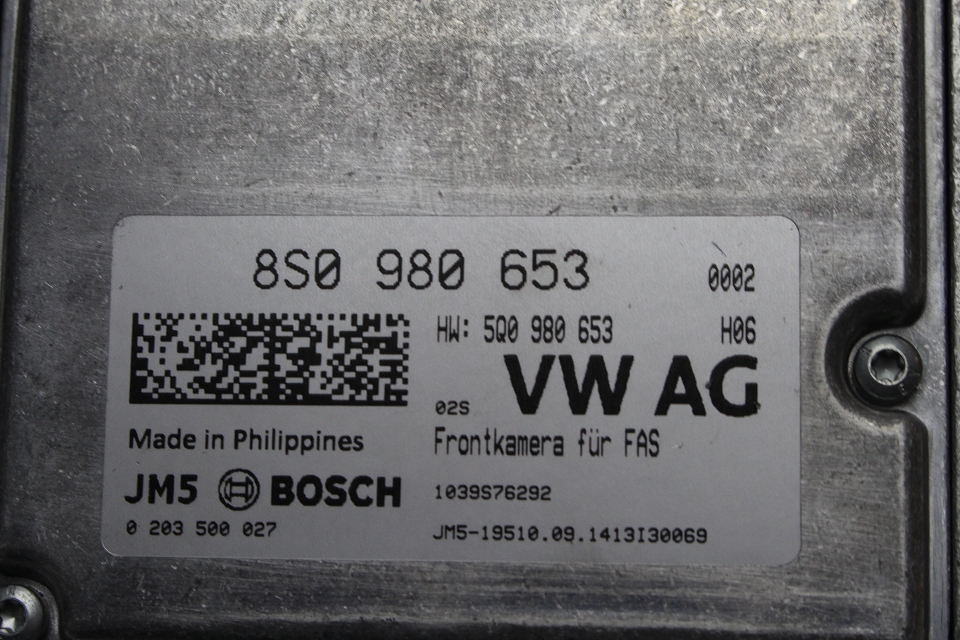 8S0 980 653 0002
HW: 5Q0 980 653 H06
02S VW AG
Made in Philippines
Frontkamera für FAS
JM5 BOSCH
1039S76292
0 203 500 027
JM5-19510.09.1413I30069